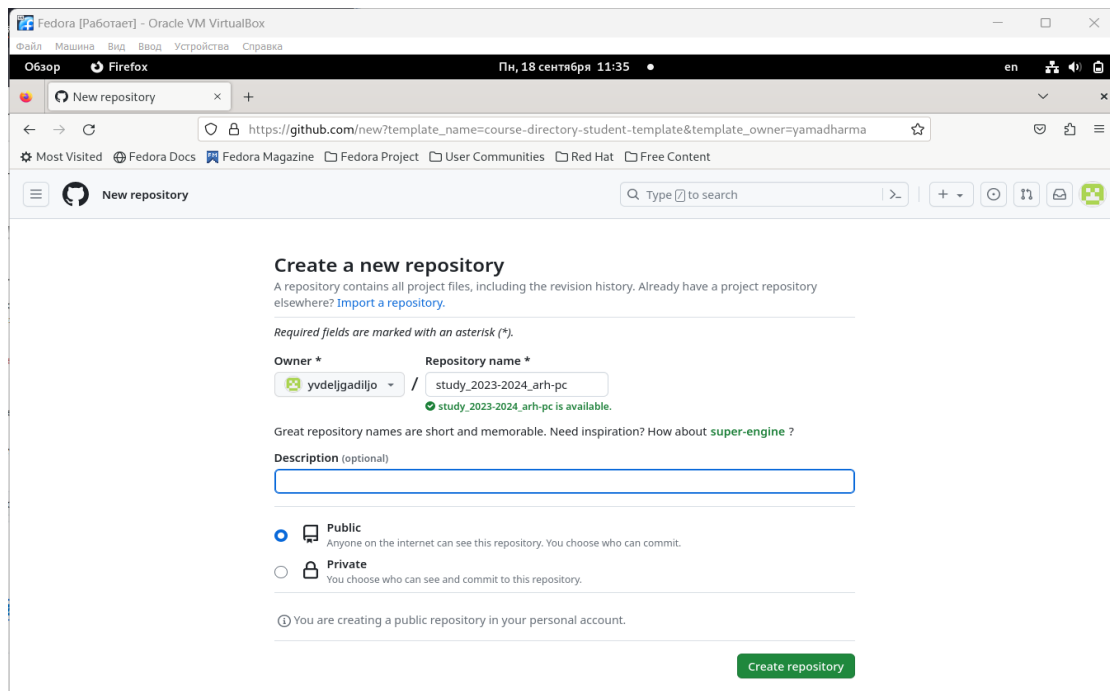 Fedora [Работает] - Oracle VM VirtualBox
Файл Машина Вид Ввод Устройства Справка
Обзор Firefox Пн, 18 сентября 11:35 en
New repository
https://github.com/new?template_name=course-directory-student-template&template_owner=yamadharma
Most Visited Fedora Docs Fedora Magazine Fedora Project User Communities Red Hat Free Content
New repository Type / to search
Create a new repository
A repository contains all project files, including the revision history. Already have a project repository
elsewhere? Import a repository.
Required fields are marked with an asterisk (*).
Owner * Repository name *
yvdeljgadiljo / study_2023-2024_arh-pc
study_2023-2024_arh-pc is available.
Great repository names are short and memorable. Need inspiration? How about super-engine ?
Description (optional)
Public
Anyone on the internet can see this repository. You choose who can commit.
Private
You choose who can see and commit to this repository.
You are creating a public repository in your personal account.
Create repository